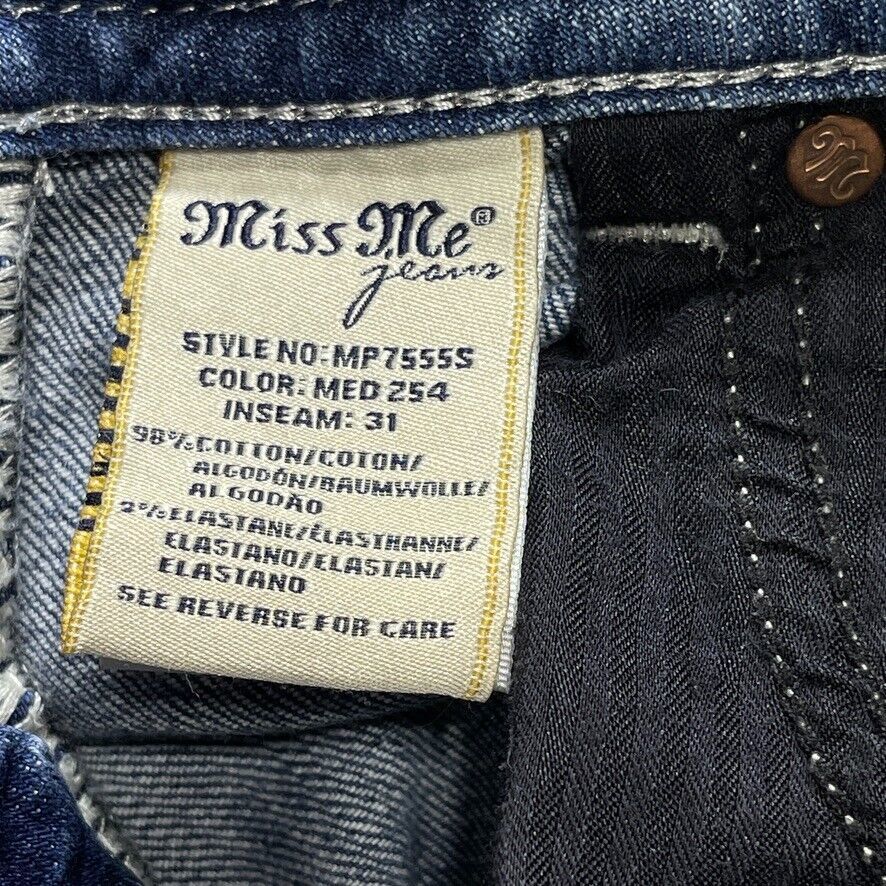 Miss Me®
jeans
STYLE NO:MP7555S
COLOR: MED 254
INSEAM: 31
98%COTTON/COTON/
ALGODÓN/BAUMWOLLE/
ALGODÃO
2%ELASTANE/ÉLASTHANNE/
ELASTANO/ELASTAN/
ELASTANO
SEE REVERSE FOR CARE
M